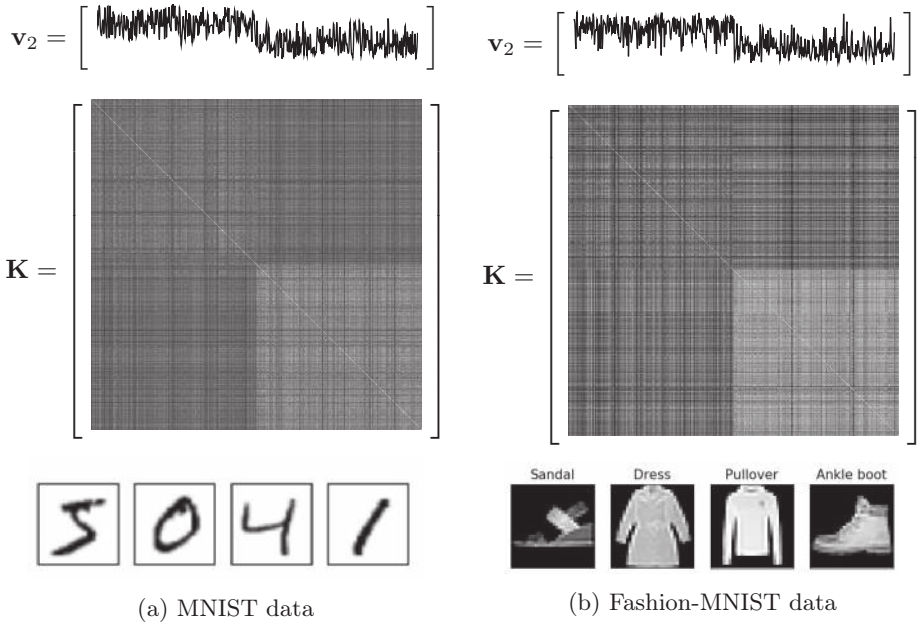 v₂ =
K =
5 0 4 1
(a) MNIST data
v₂ =
K =
Sandal Dress Pullover Ankle boot
(b) Fashion-MNIST data